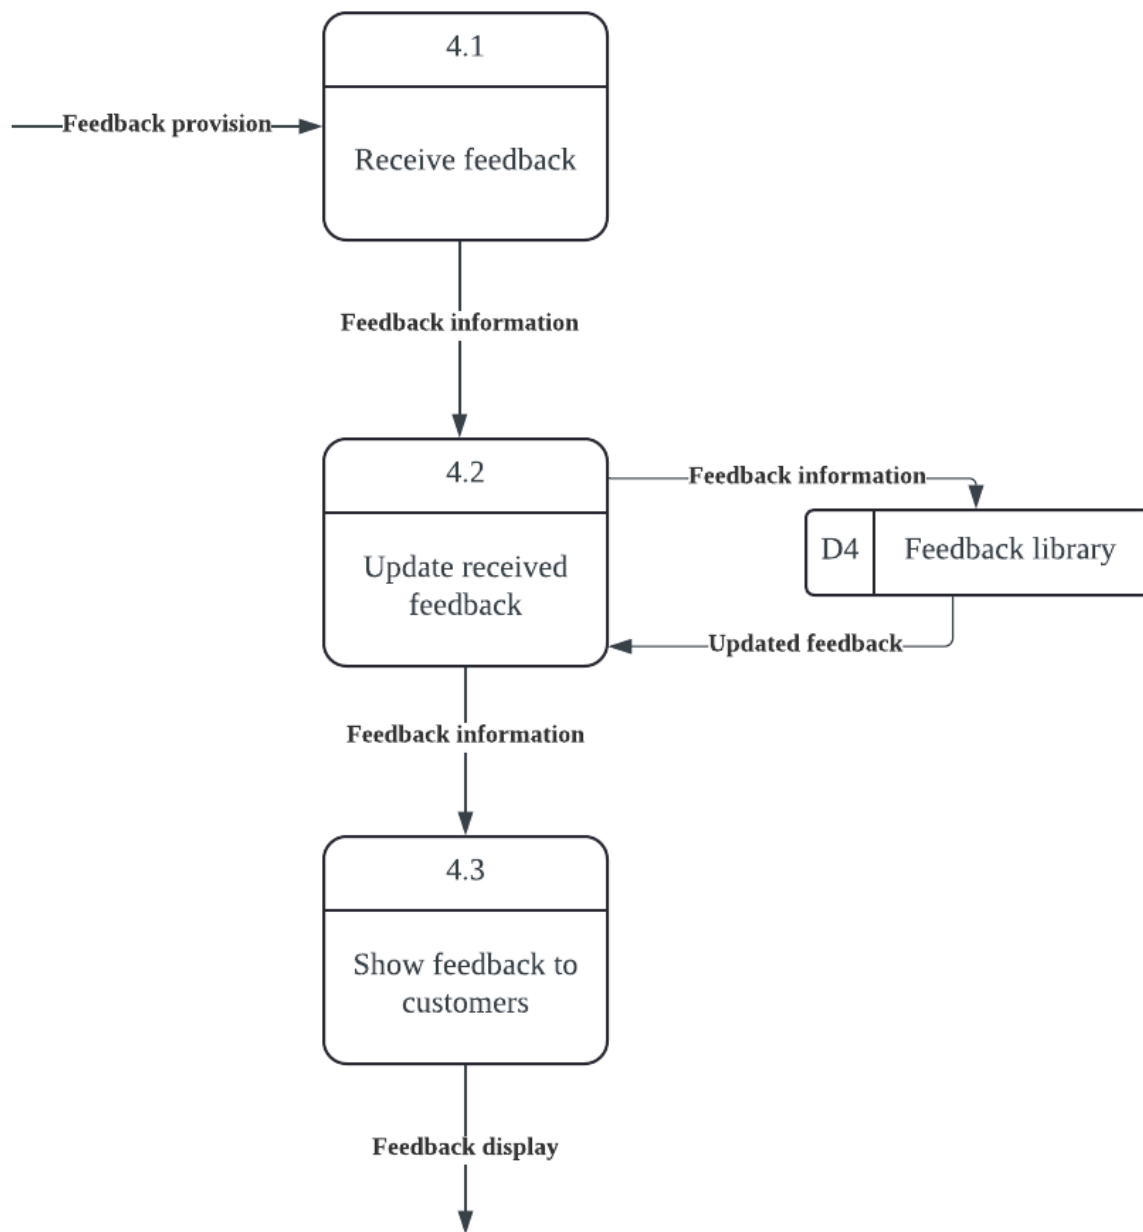 4.1
Feedback provision
Receive feedback
Feedback information
4.2
Feedback information
D4
Feedback library
Update received
feedback
Updated feedback
Feedback information
4.3
Show feedback to
customers
Feedback display